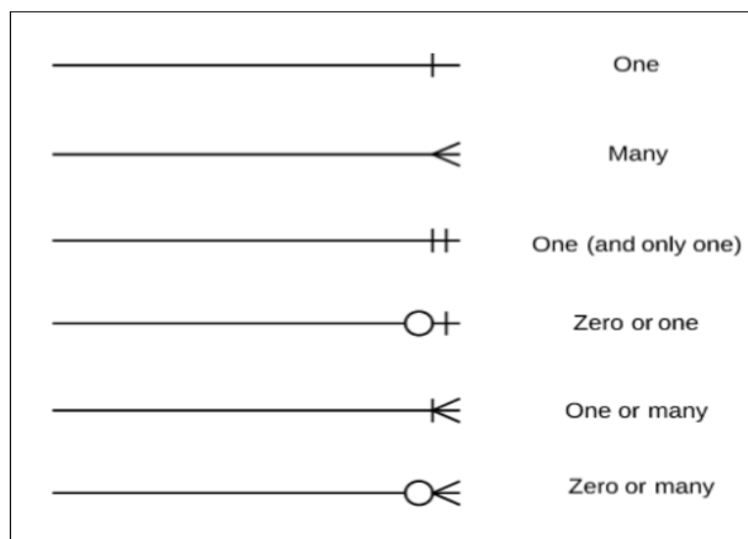 One
Many
One (and only one)
Zero or one
One or many
Zero or many